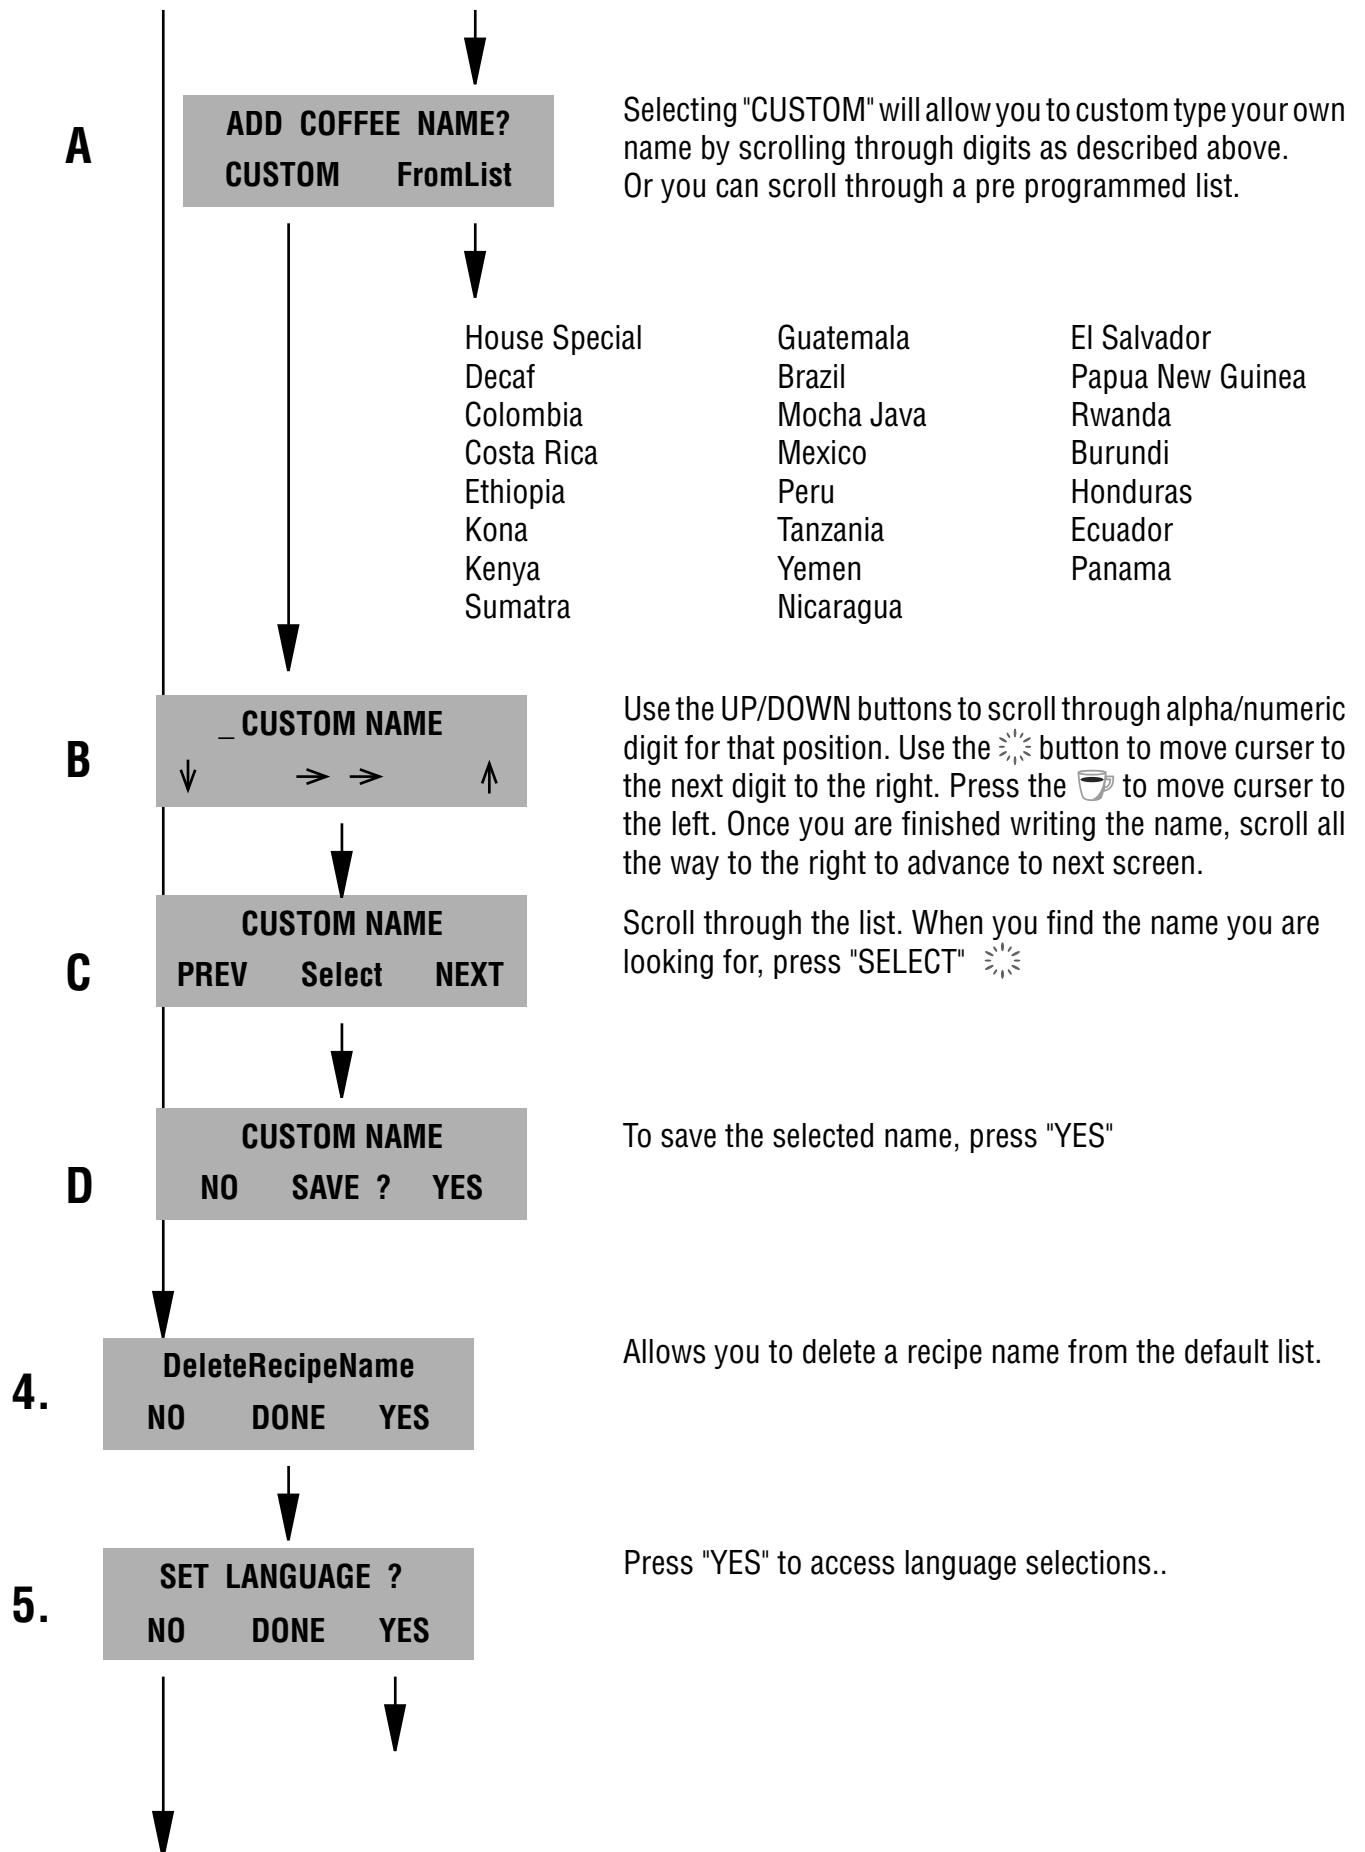 A
ADD COFFEE NAME?
CUSTOM FromList
Selecting "CUSTOM" will allow you to custom type your own
name by scrolling through digits as described above.
Or you can scroll through a pre programmed list.
House Special
Decaf
Colombia
Costa Rica
Ethiopia
Kona
Kenya
Sumatra
Guatemala
Brazil
Mocha Java
Mexico
Peru
Tanzania
Yemen
Nicaragua
El Salvador
Papua New Guinea
Rwanda
Burundi
Honduras
Ecuador
Panama
B
_ CUSTOM NAME
Use the UP/DOWN buttons to scroll through alpha/numeric
digit for that position. Use the button to move curser to
the next digit to the right. Press the to move curser to
the left. Once you are finished writing the name, scroll all
the way to the right to advance to next screen.
C
CUSTOM NAME
PREV Select NEXT
Scroll through the list. When you find the name you are
looking for, press "SELECT"
D
CUSTOM NAME
NO SAVE ? YES
To save the selected name, press "YES"
4.
DeleteRecipeName
NO DONE YES
Allows you to delete a recipe name from the default list.
5.
SET LANGUAGE ?
NO DONE YES
Press "YES" to access language selections..